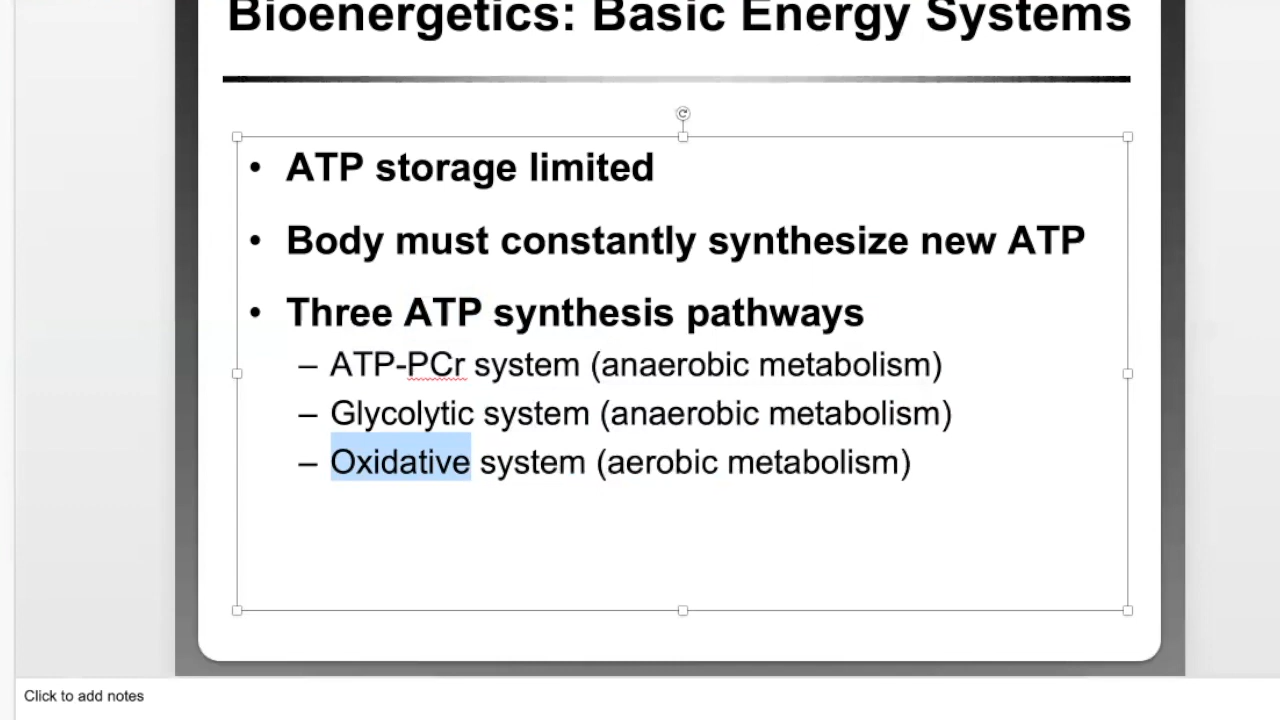 Bioenergetics: Basic Energy Systems
• ATP storage limited
• Body must constantly synthesize new ATP
• Three ATP synthesis pathways
– ATP-PCr system (anaerobic metabolism)
– Glycolytic system (anaerobic metabolism)
– Oxidative system (aerobic metabolism)
Click to add notes